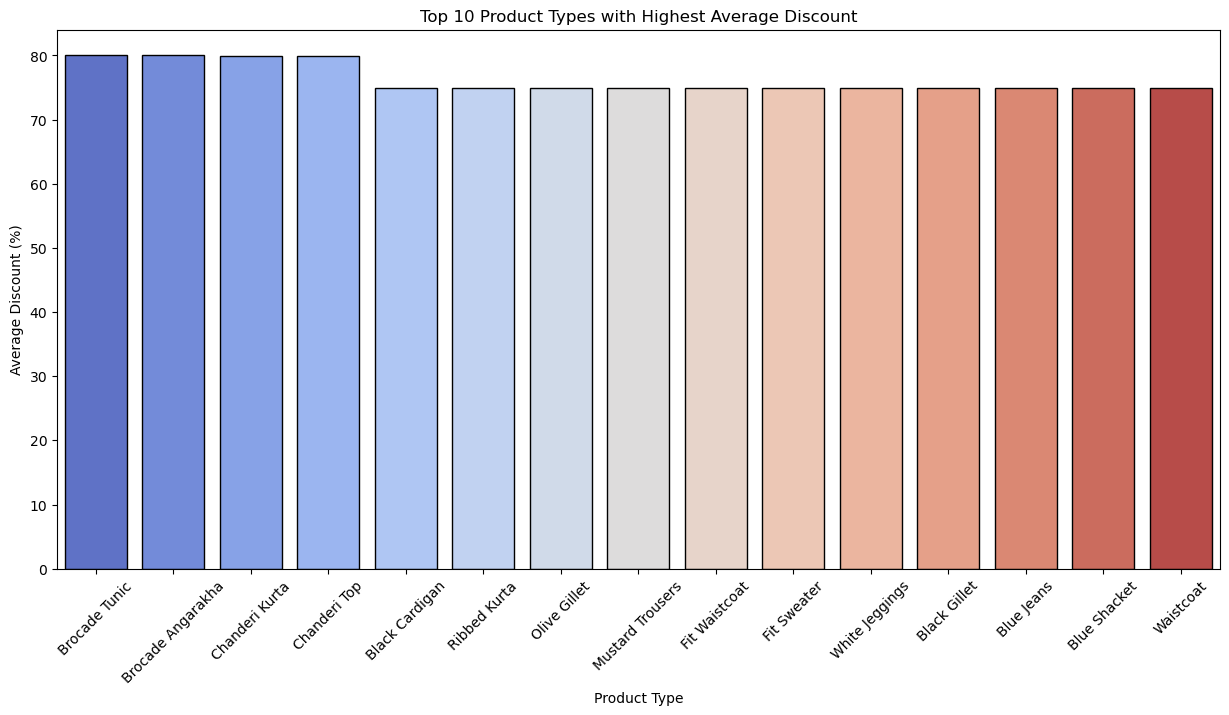 Top 10 Product Types with Highest Average Discount
Average Discount (%)
80
70
60
50
40
30
20
10
0
Brocade Tunic
Brocade Angarakha
Chanderi Kurta
Chanderi Top
Black Cardigan
Ribbed Kurta
Olive Gillet
Mustard Trousers
Fit Waistcoat
Fit Sweater
White Jeggings
Black Gillet
Blue Jeans
Blue Shacket
Waistcoat
Product Type